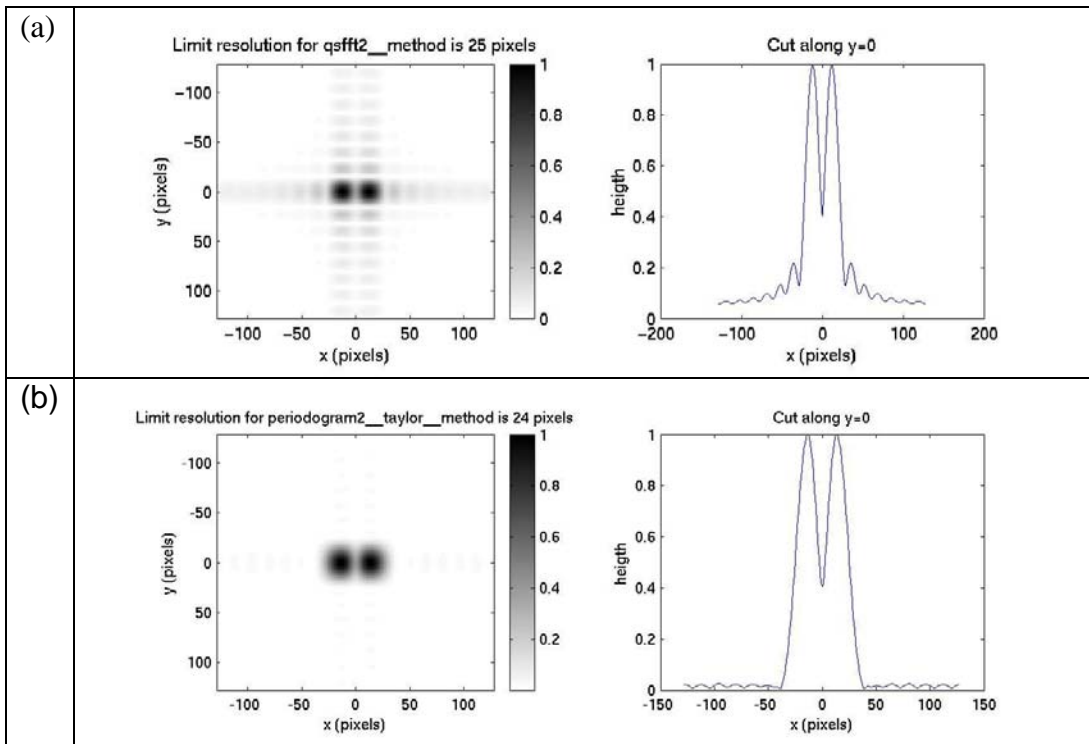 (a)
Limit resolution for qsfft2__method is 25 pixels
−100
−50
0
50
100
y (pixels)
−100 −50 0 50 100
x (pixels)
1
0.8
0.6
0.4
0.2
0
Cut along y=0
1
0.8
0.6
0.4
0.2
0
heigth
−200 −100 0 100 200
x (pixels)
(b)
Limit resolution for periodogram2__taylor__method is 24 pixels
-100
-50
0
50
100
y (pixels)
-100 -50 0 50 100
x (pixels)
1
0.8
0.6
0.4
0.2
Cut along y=0
1
0.8
0.6
0.4
0.2
0
heigth
-150 -100 -50 0 50 100 150
x (pixels)